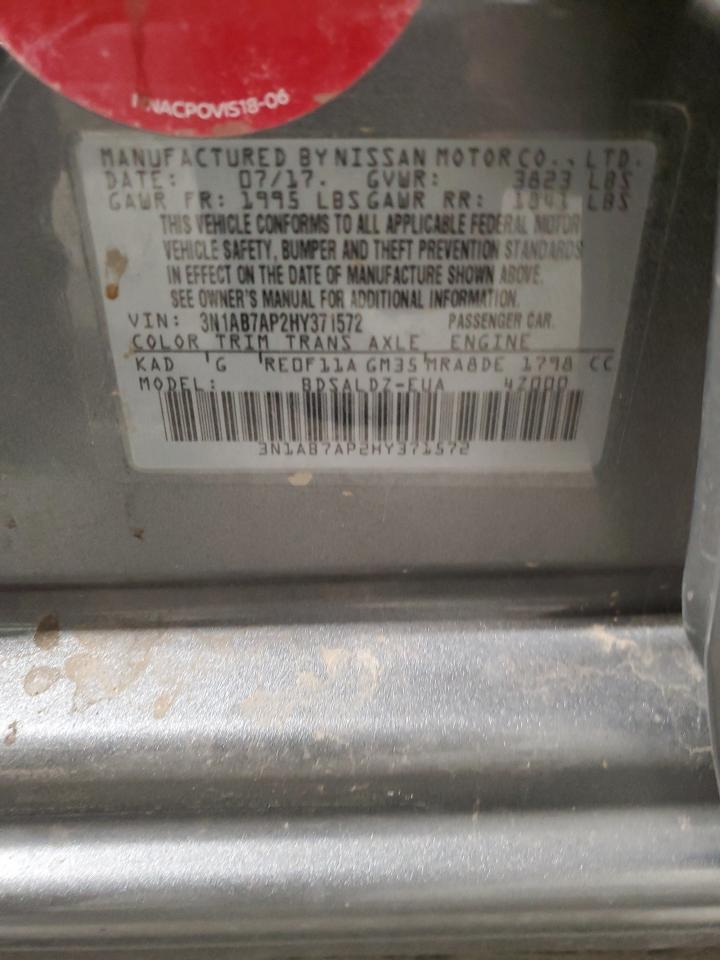 NACPOVIS18-06
MANUFACTURED BY NISSAN MOTOR CO., LTD.
DATE: 07/17. GVWR: 3823 LBS
GAWR FR: 1995 LBS GAWR RR: 1841 LBS
THIS VEHICLE CONFORMS TO ALL APPLICABLE FEDERAL MOTOR
VEHICLE SAFETY, BUMPER AND THEFT PREVENTION STANDARDS
IN EFFECT ON THE DATE OF MANUFACTURE SHOWN ABOVE.
SEE OWNER'S MANUAL FOR ADDITIONAL INFORMATION.
VIN: 3N1AB7AP2HY371572 PASSENGER CAR.
COLOR TRIM TRANS AXLE ENGINE
KAD G RE0F11A GM35 MRA8DE 1798 CC
MODEL: BDSALDZ-EUA 4Z000
3N1AB7AP2HY371572